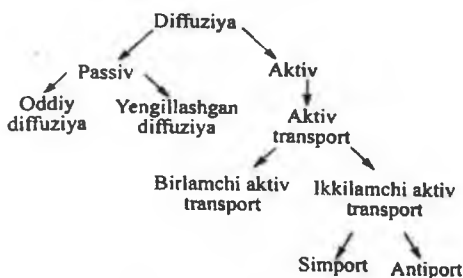 Diffuziya
Passiv
Aktiv
Oddiy
diffuziya
Yengillashgan
diffuziya
Aktiv
transport
Birlamchi aktiv
transport
Ikkilamchi aktiv
transport
Simport
Antiport